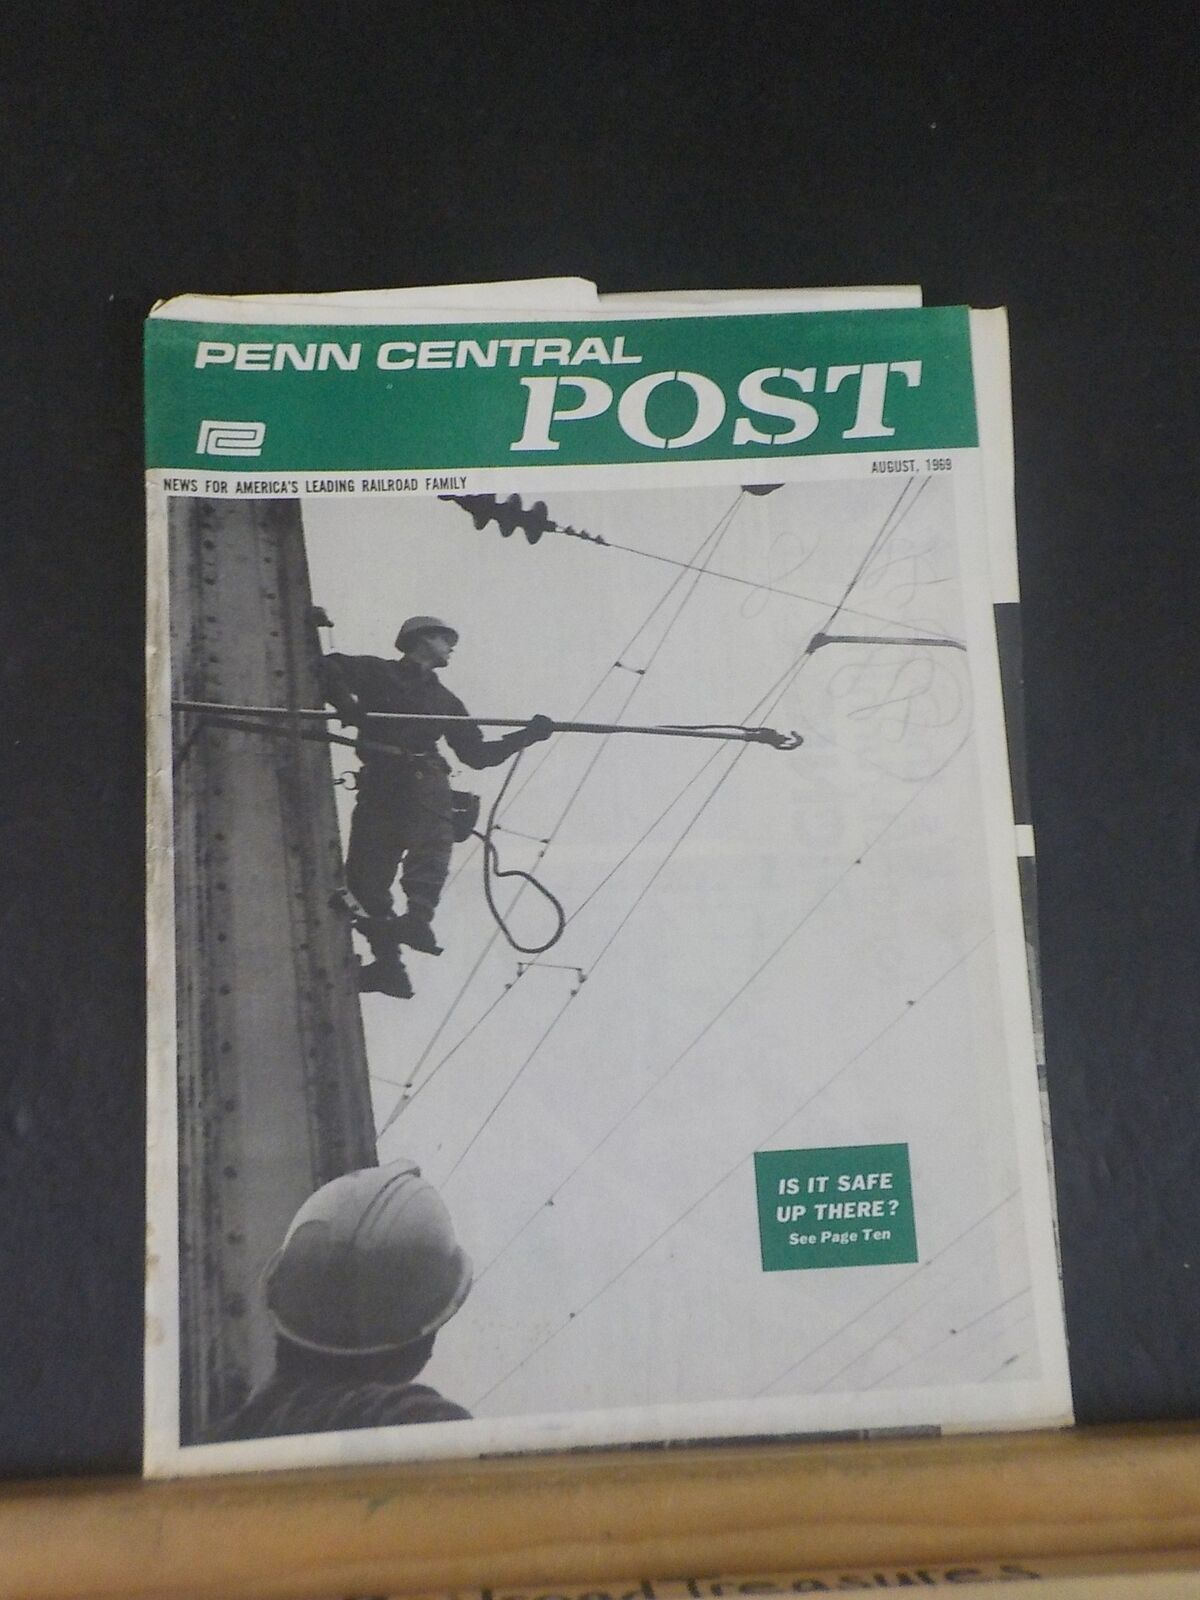 PENN CENTRAL
POST
AUGUST, 1969
NEWS FOR AMERICA'S LEADING RAILROAD FAMILY
IS IT SAFE
UP THERE?
See Page Ten
Treasures